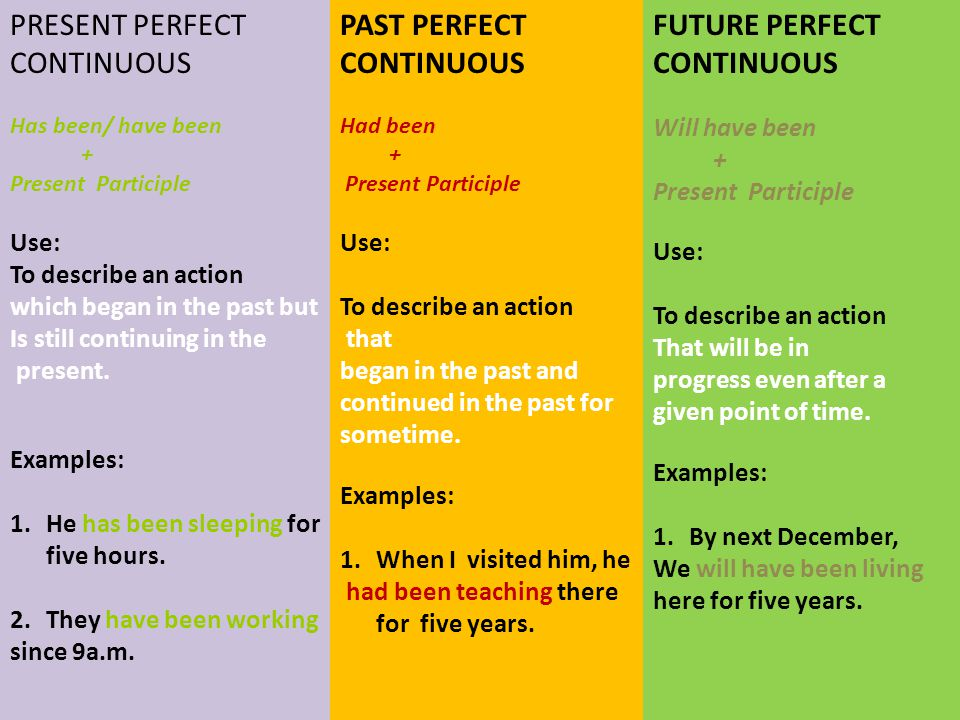 PRESENT PERFECT
CONTINUOUS
Has been/ have been
+
Present Participle
Use:
To describe an action
which began in the past but
Is still continuing in the
present.
Examples:
1. He has been sleeping for
five hours.
2. They have been working
since 9a.m.
PAST PERFECT
CONTINUOUS
Had been
+
Present Participle
Use:
To describe an action
that
began in the past and
continued in the past for
sometime.
Examples:
1. When I visited him, he
had been teaching there
for five years.
FUTURE PERFECT
CONTINUOUS
Will have been
+
Present Participle
Use:
To describe an action
That will be in
progress even after a
given point of time.
Examples:
1. By next December,
We will have been living
here for five years.